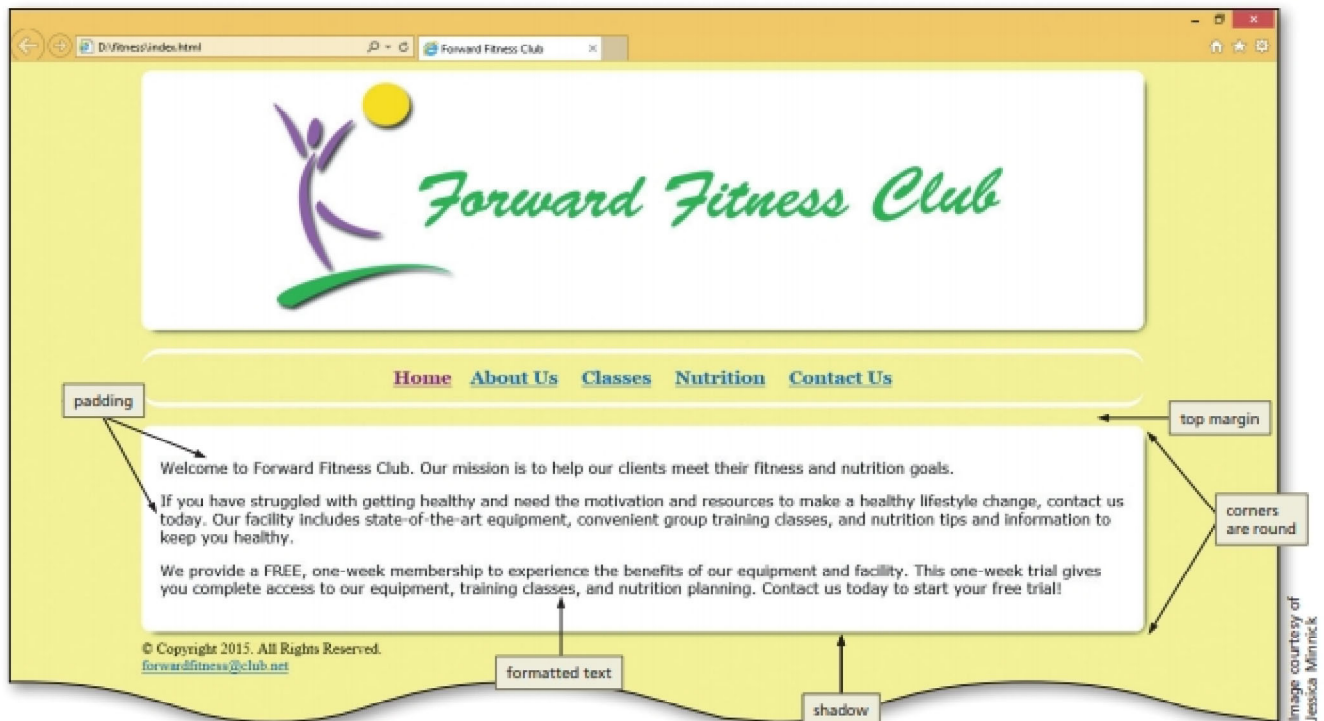 D:\fitness\index.html
Forward Fitness Club
Forward Fitness Club
Home About Us Classes Nutrition Contact Us
padding
top margin
Welcome to Forward Fitness Club. Our mission is to help our clients meet their fitness and nutrition goals.
If you have struggled with getting healthy and need the motivation and resources to make a healthy lifestyle change, contact us
today. Our facility includes state-of-the-art equipment, convenient group training classes, and nutrition tips and information to
keep you healthy.
corners
are round
We provide a FREE, one-week membership to experience the benefits of our equipment and facility. This one-week trial gives
you complete access to our equipment, training classes, and nutrition planning. Contact us today to start your free trial!
© Copyright 2015. All Rights Reserved.
forwardfitness@club.net
formatted text
shadow
Image courtesy of
Jessica Minnick